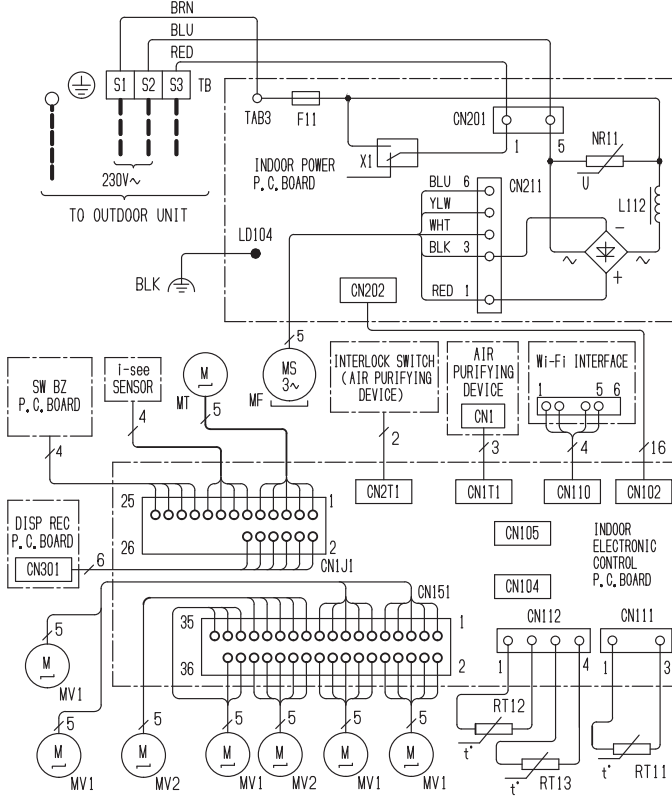 BRN
BLU
RED
S1 S2 S3 TB
TAB3
F11
CN201
1 5
X1
NR11
U
L112
INDOOR POWER
P.C.BOARD
230V~
TO OUTDOOR UNIT
BLU 6
YLW
WHT
BLK 3
RED 1
CN211
~ ~
-
+
LD104
BLK
CN202
5
MS
3~
MF
SW BZ
P.C.BOARD
4
i-see
SENSOR
4
M
MT
5
INTERLOCK SWITCH
(AIR PURIFYING
DEVICE)
2
AIR
PURIFYING
DEVICE
CN1
3
Wi-Fi INTERFACE
1 5 6
4
16
CN2T1
CN1T1
CN110
CN102
25 1
26 2
CN1J1
DISP REC
P.C.BOARD
CN301
6
CN105
CN104
INDOOR
ELECTRONIC
CONTROL
P.C.BOARD
CN151
35 1
36 2
CN112
1 4
CN111
1 3
5
M
MV1
5
M
MV1
5
M
MV2
5
M
MV1
5
M
MV2
5
M
MV1
5
M
MV1
RT12
t°
RT13
t°
RT11
t°